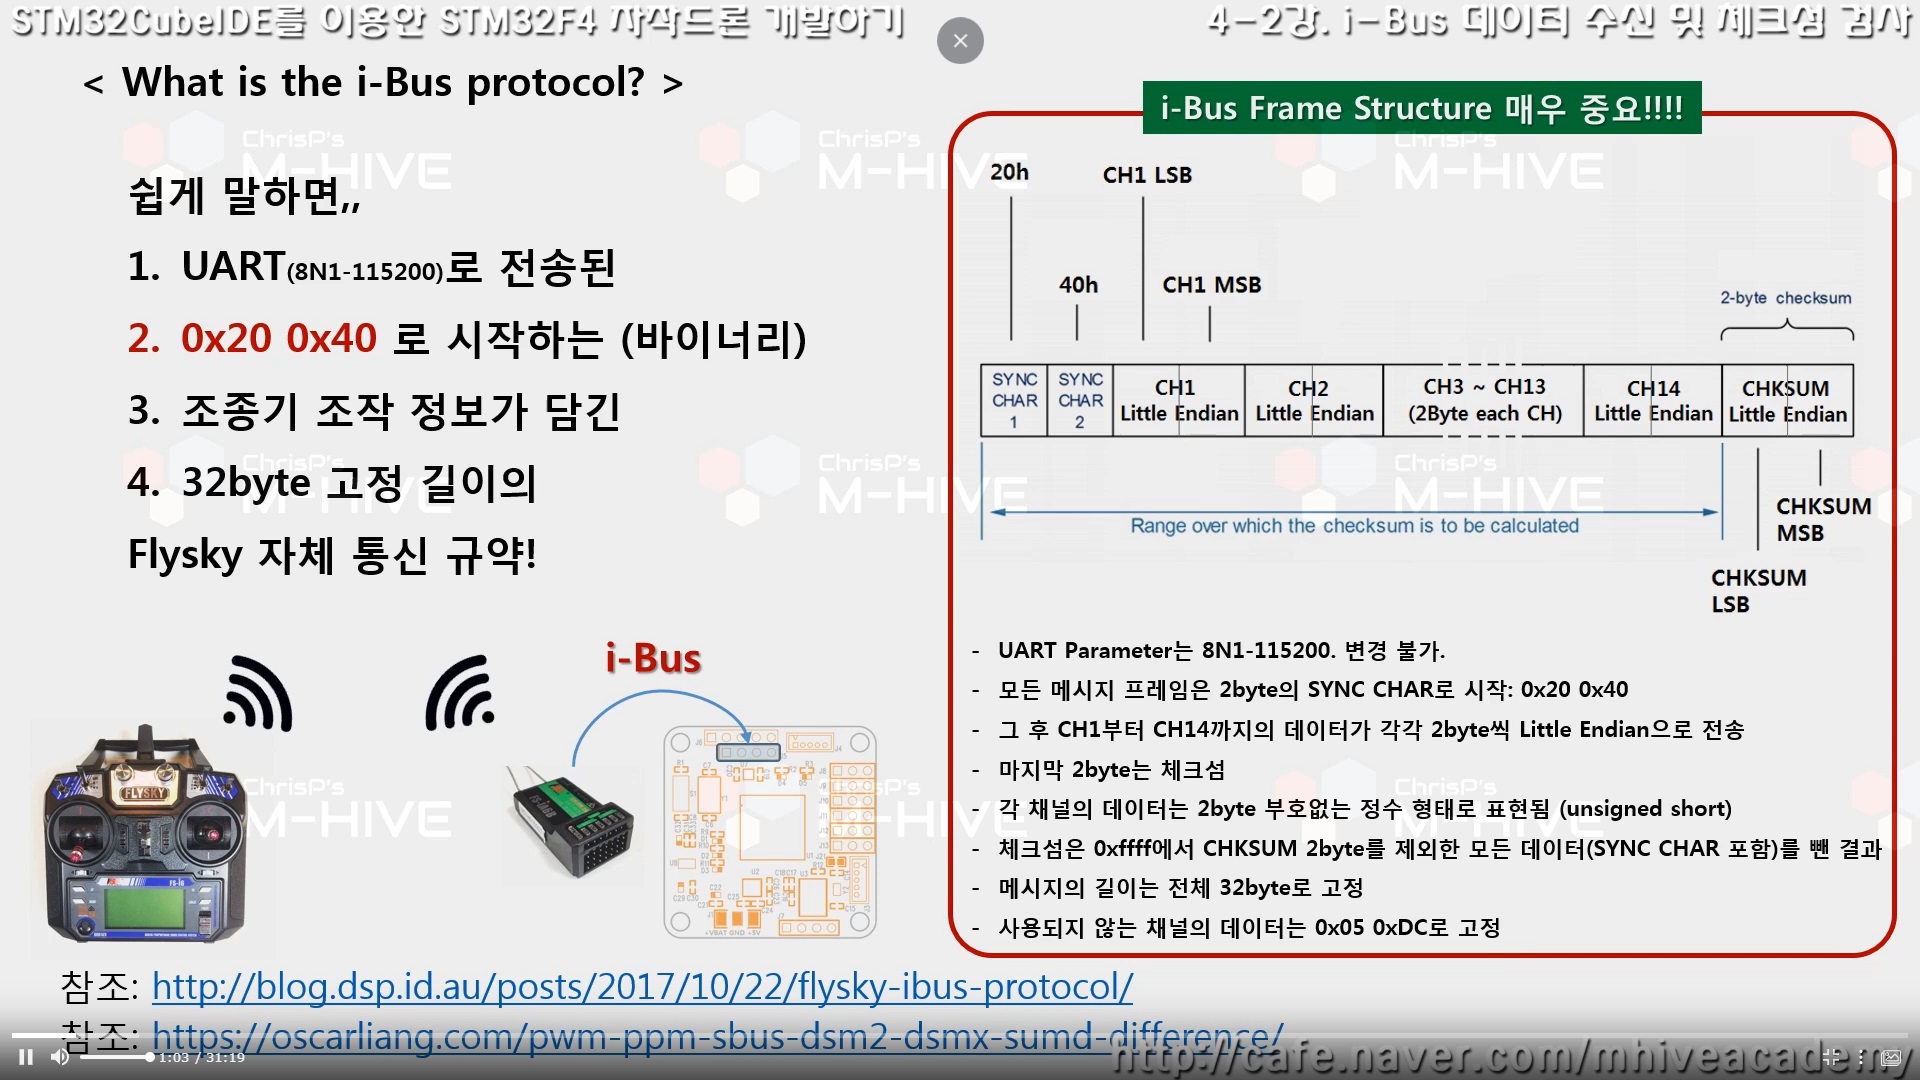 STM32CubeIDE를 이용한 STM32F4 자작드론 개발하기
4-2강. i-Bus 데이터 수신 및 체크섬 검사
< What is the i-Bus protocol? >
쉽게 말하면,,
1. UART(8N1-115200)로 전송된
2. 0x20 0x40 로 시작하는 (바이너리)
3. 조종기 조작 정보가 담긴
4. 32byte 고정 길이의
Flysky 자체 통신 규약!
i-Bus
FLYSKY
i-Bus Frame Structure 매우 중요!!!!
20h
CH1 LSB
40h
CH1 MSB
2-byte checksum
SYNC CHAR 1
SYNC CHAR 2
CH1 Little Endian
CH2 Little Endian
CH3 ~ CH13 (2Byte each CH)
CH14 Little Endian
CHKSUM Little Endian
Range over which the checksum is to be calculated
CHKSUM MSB
CHKSUM LSB
- UART Parameter는 8N1-115200. 변경 불가.
- 모든 메시지 프레임은 2byte의 SYNC CHAR로 시작: 0x20 0x40
- 그 후 CH1부터 CH14까지의 데이터가 각각 2byte씩 Little Endian으로 전송
- 마지막 2byte는 체크섬
- 각 채널의 데이터는 2byte 부호없는 정수 형태로 표현됨 (unsigned short)
- 체크섬은 0xffff에서 CHKSUM 2byte를 제외한 모든 데이터(SYNC CHAR 포함)를 뺀 결과
- 메시지의 길이는 전체 32byte로 고정
- 사용되지 않는 채널의 데이터는 0x05 0xDC로 고정
참조: http://blog.dsp.id.au/posts/2017/10/22/flysky-ibus-protocol/
참조: https://oscarliang.com/pwm-ppm-sbus-dsm2-dsmx-sumd-difference/
1:03 / 31:19
http://cafe.naver.com/mhiveacademy
ChrisP's
M-HIVE